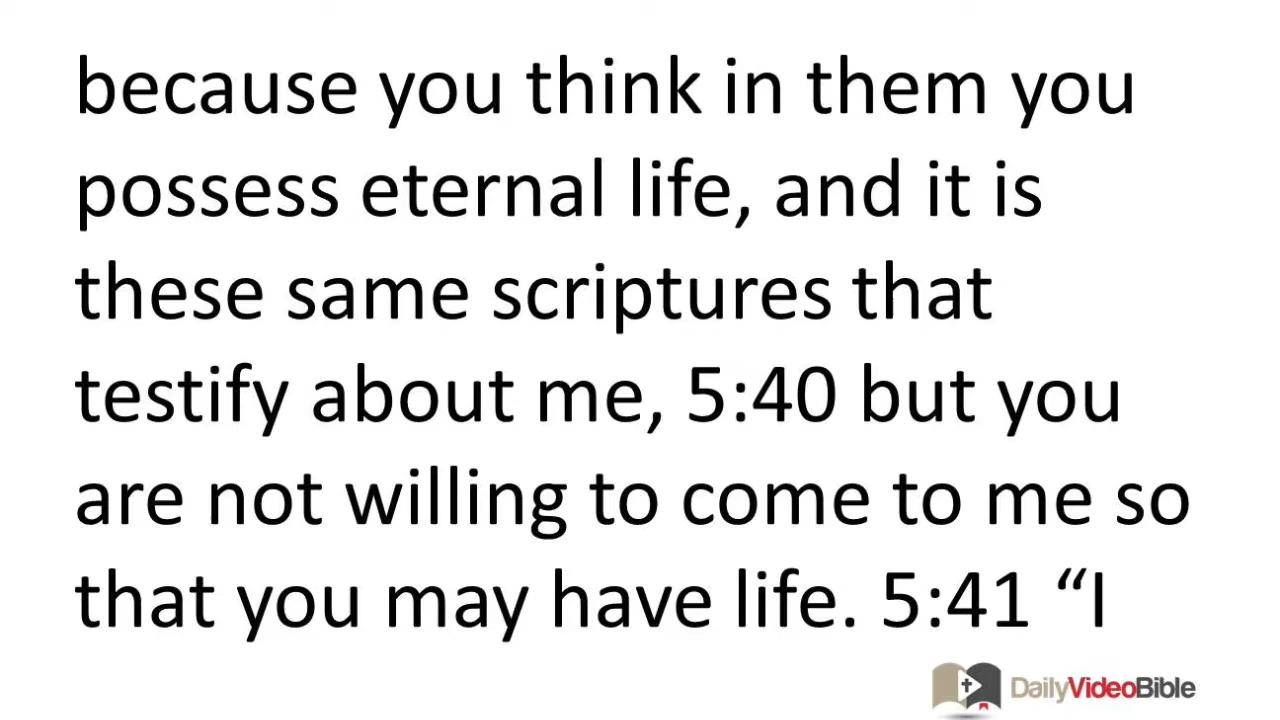 because you think in them you
possess eternal life, and it is
these same scriptures that
testify about me, 5:40 but you
are not willing to come to me so
that you may have life. 5:41 “I
DailyVideoBible